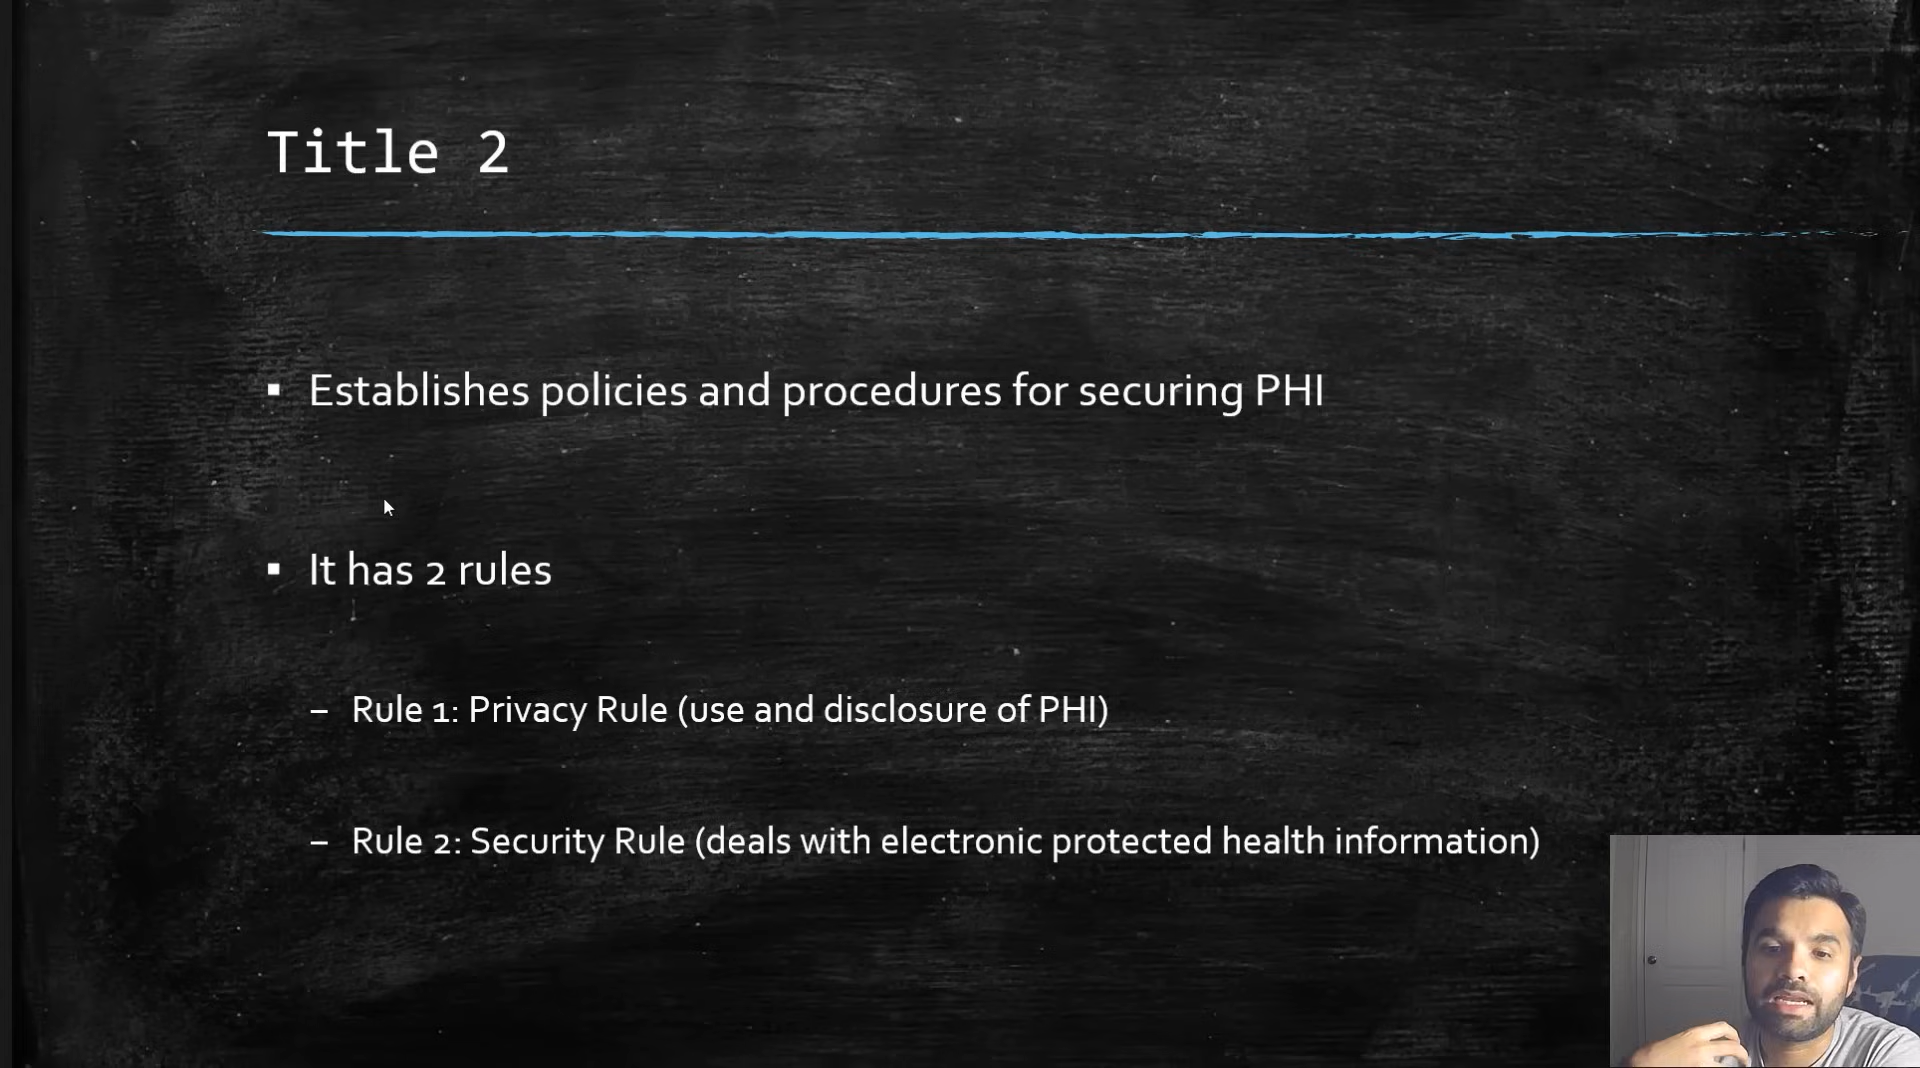 Title 2
▪ Establishes policies and procedures for securing PHI
▪ It has 2 rules
– Rule 1: Privacy Rule (use and disclosure of PHI)
– Rule 2: Security Rule (deals with electronic protected health information)